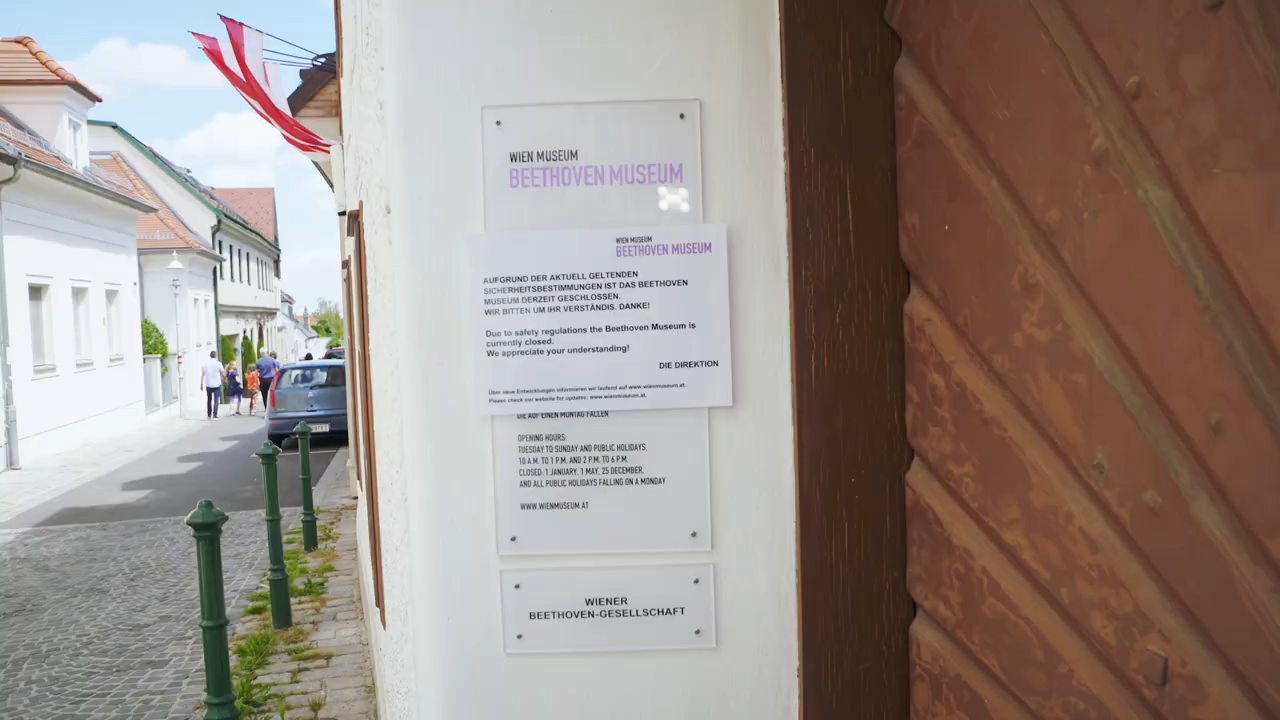 WIEN MUSEUM
BEETHOVEN MUSEUM
WIEN MUSEUM
BEETHOVEN MUSEUM
AUFGRUND DER AKTUELL GELTENDEN
SICHERHEITSBESTIMMUNGEN IST DAS BEETHOVEN
MUSEUM DERZEIT GESCHLOSSEN.
WIR BITTEN UM IHR VERSTÄNDIS. DANKE!
Due to safety regulations the Beethoven Museum is
currently closed.
We appreciate your understanding!
DIE DIREKTION
Über neue Entwicklungen informieren wir laufend auf www.wienmuseum.at.
Please check our website for updates: www.wienmuseum.at.
DIE AUF EINEN MONTAG FALLEN
OPENING HOURS:
TUESDAY TO SUNDAY AND PUBLIC HOLIDAYS,
10 A.M. TO 1 P.M. AND 2 P.M. TO 6 P.M.
CLOSED: 1 JANUARY, 1 MAY, 25 DECEMBER,
AND ALL PUBLIC HOLIDAYS FALLING ON A MONDAY
WWW.WIENMUSEUM.AT
WIENER
BEETHOVEN-GESELLSCHAFT